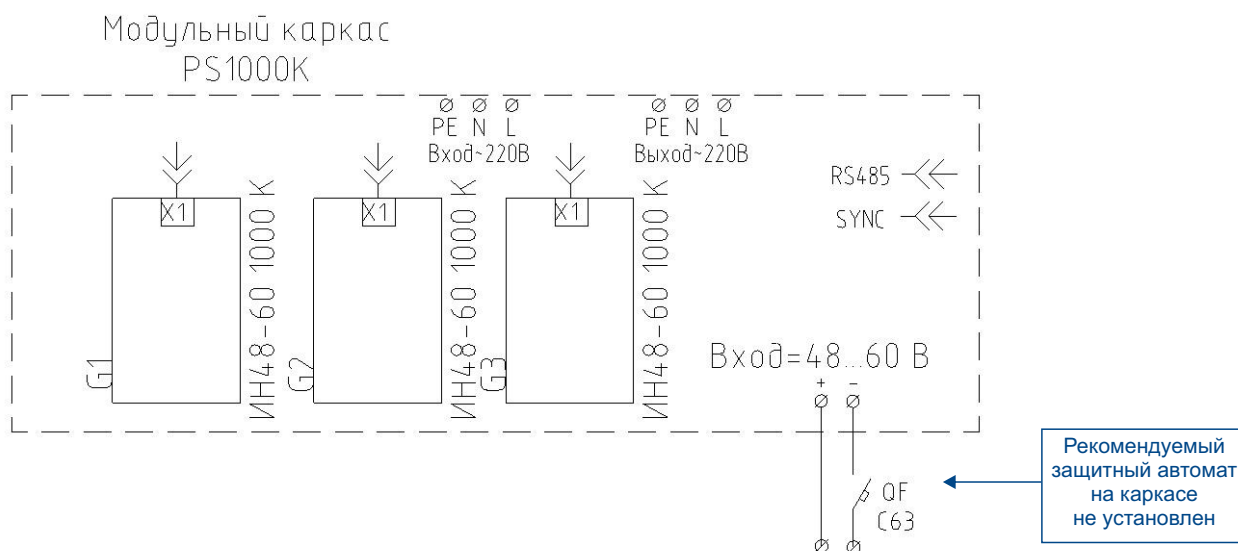 Модульный каркас
PS1000K
PE N L
Вход~220В
PE N L
Выход~220В
RS485
SYNC
X1
X1
X1
G1
ИН48-60 1000 К
G2
ИН48-60 1000 К
G3
ИН48-60 1000 К
Вход=48...60 В
+ −
QF
C63
Рекомендуемый
защитный автомат
на каркасе
не установлен